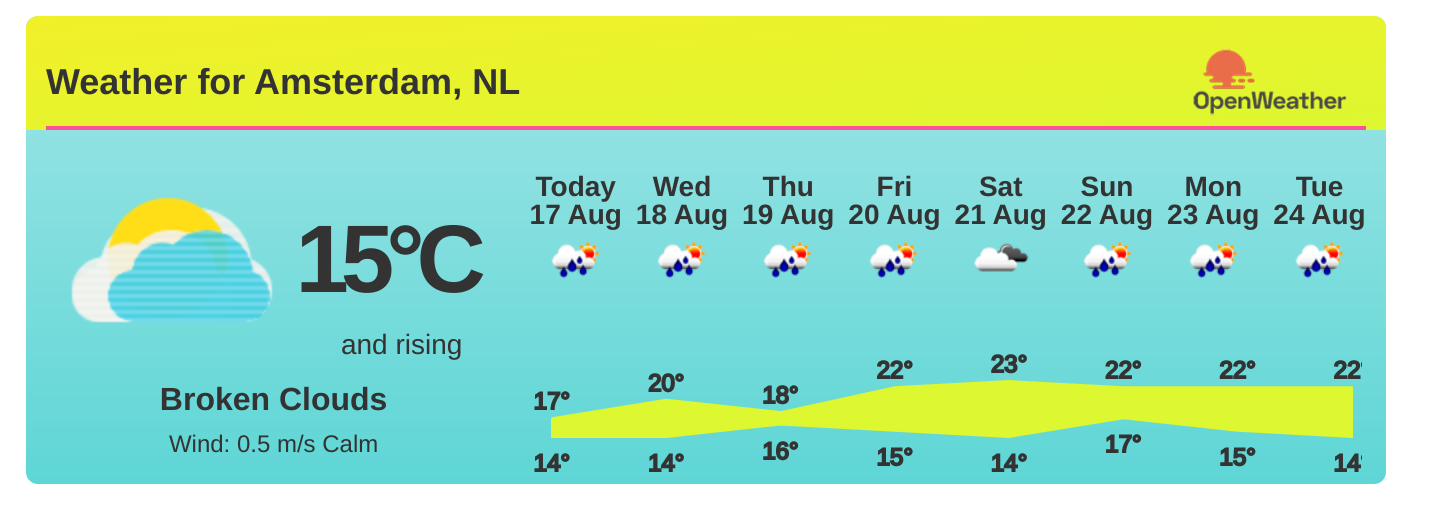 Weather for Amsterdam, NL
OpenWeather
Today Wed Thu Fri Sat Sun Mon Tue
17 Aug 18 Aug 19 Aug 20 Aug 21 Aug 22 Aug 23 Aug 24 Aug
15°C
and rising
Broken Clouds
Wind: 0.5 m/s Calm
17° 20° 18° 22° 23° 22° 22° 22°
14° 14° 16° 15° 14° 17° 15° 14°